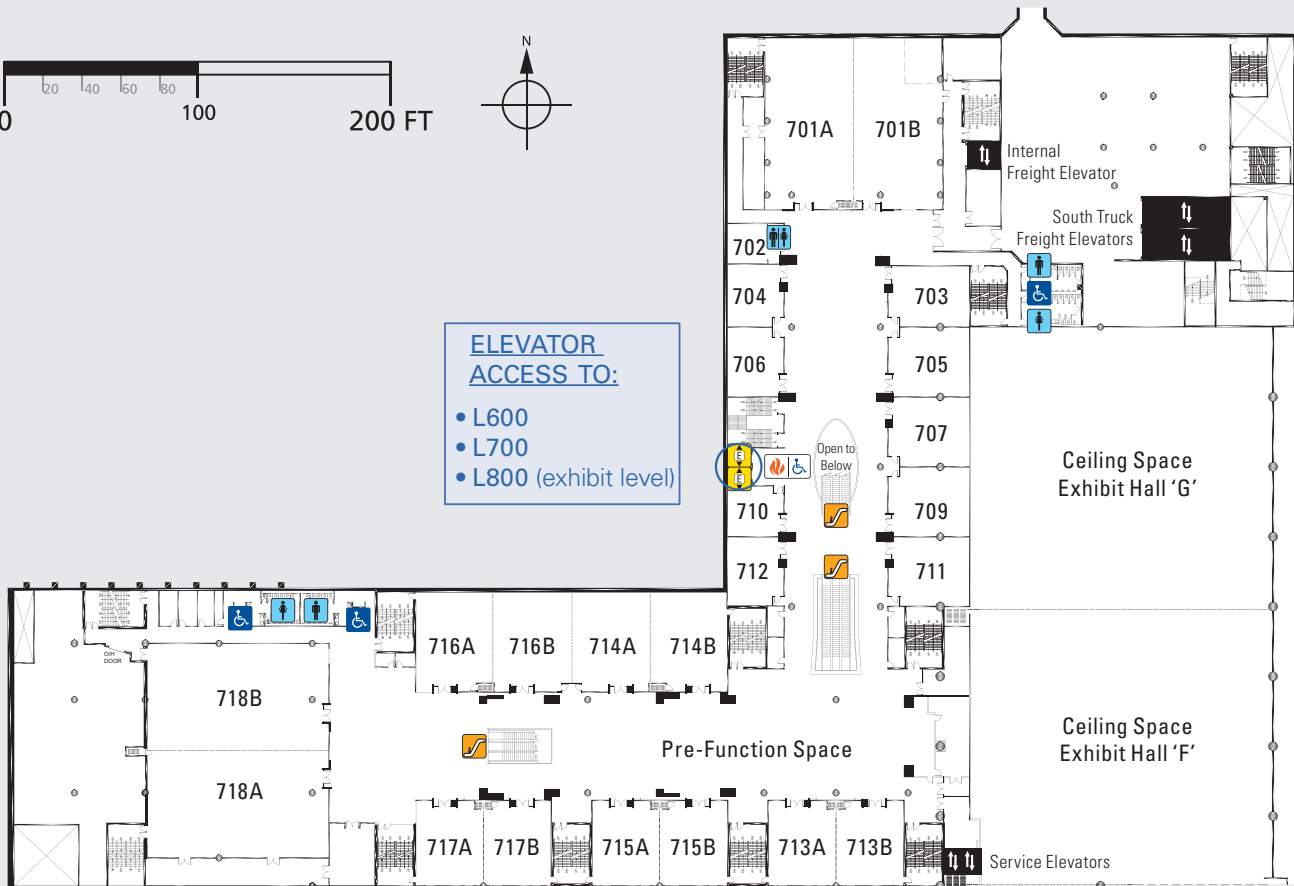 N
20
40
60
80
0
100
200 FT
701A
701B
Internal
Freight Elevator
South Truck
Freight Elevators
702
704
703
ELEVATOR
ACCESS TO:
• L600
• L700
• L800 (exhibit level)
706
705
707
Open to
Below
E
E
Ceiling Space
Exhibit Hall ‘G’
710
709
712
711
716A
716B
714A
714B
O/H
DOOR
718B
Pre-Function Space
Ceiling Space
Exhibit Hall ‘F’
718A
717A
717B
715A
715B
713A
713B
Service Elevators